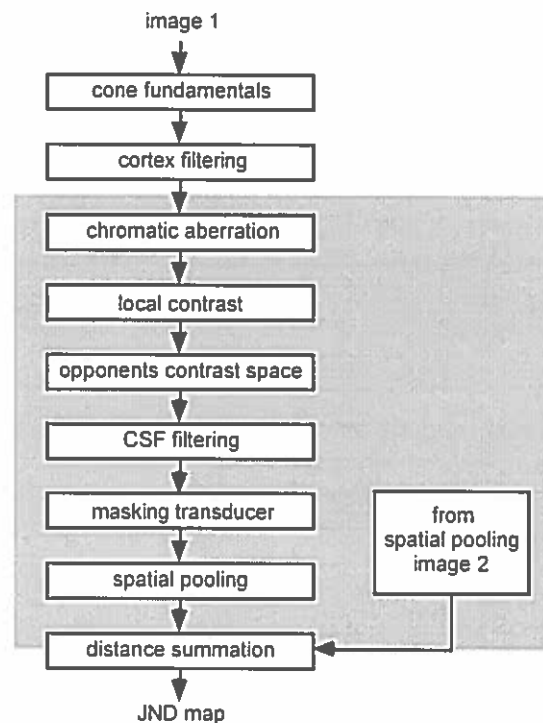 image 1
cone fundamentals
cortex filtering
chromatic aberration
local contrast
opponents contrast space
CSF filtering
masking transducer
spatial pooling
from
spatial pooling
image 2
distance summation
JND map